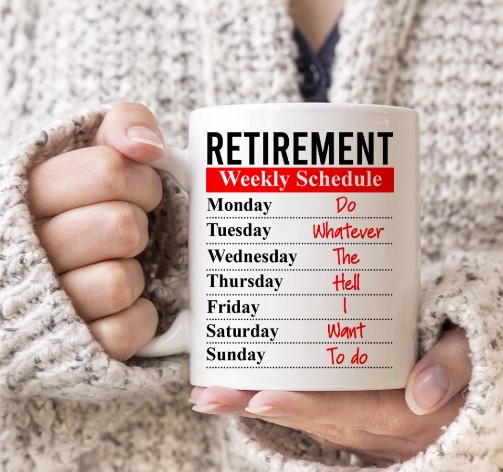 RETIREMENT
Weekly Schedule
Monday Do
Tuesday Whatever
Wednesday The
Thursday Hell
Friday I
Saturday Want
Sunday To do